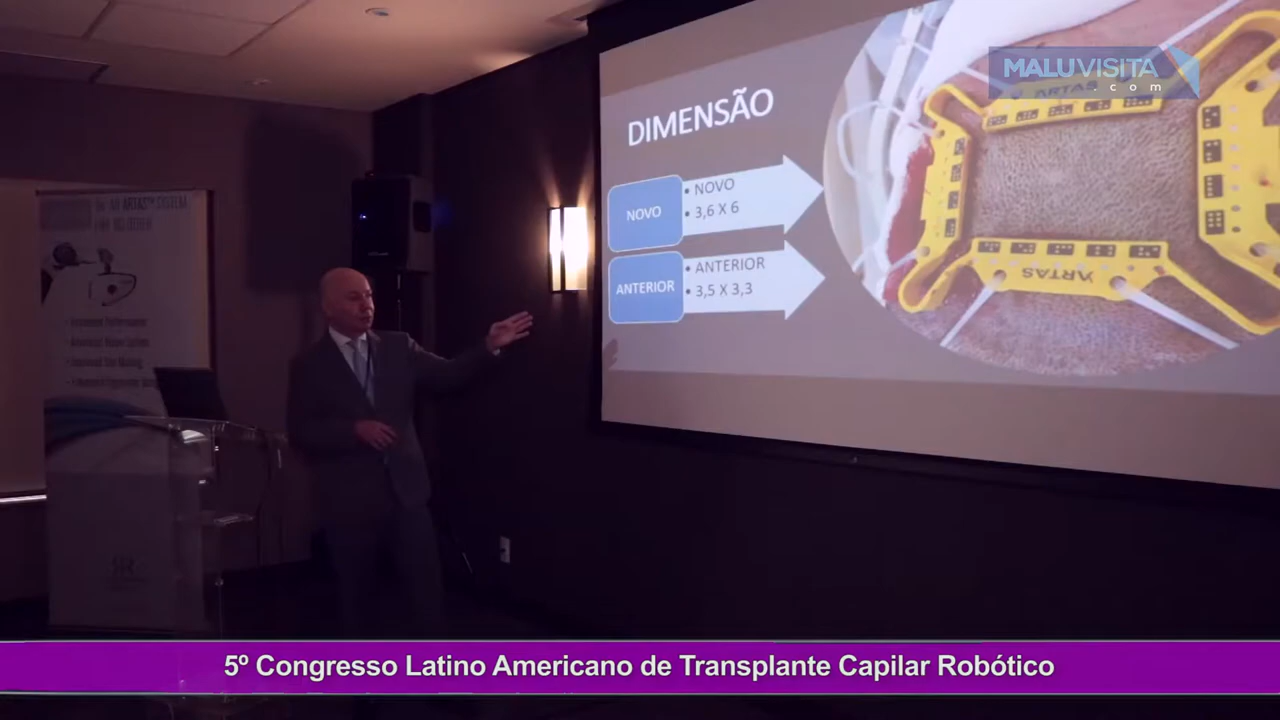 MALUVISITA
.com
ARTAS
DIMENSÃO
NOVO
• NOVO
• 3,6 X 6
ANTERIOR
• ANTERIOR
• 3,5 X 3,3
ARTAS
5º Congresso Latino Americano de Transplante Capilar Robótico